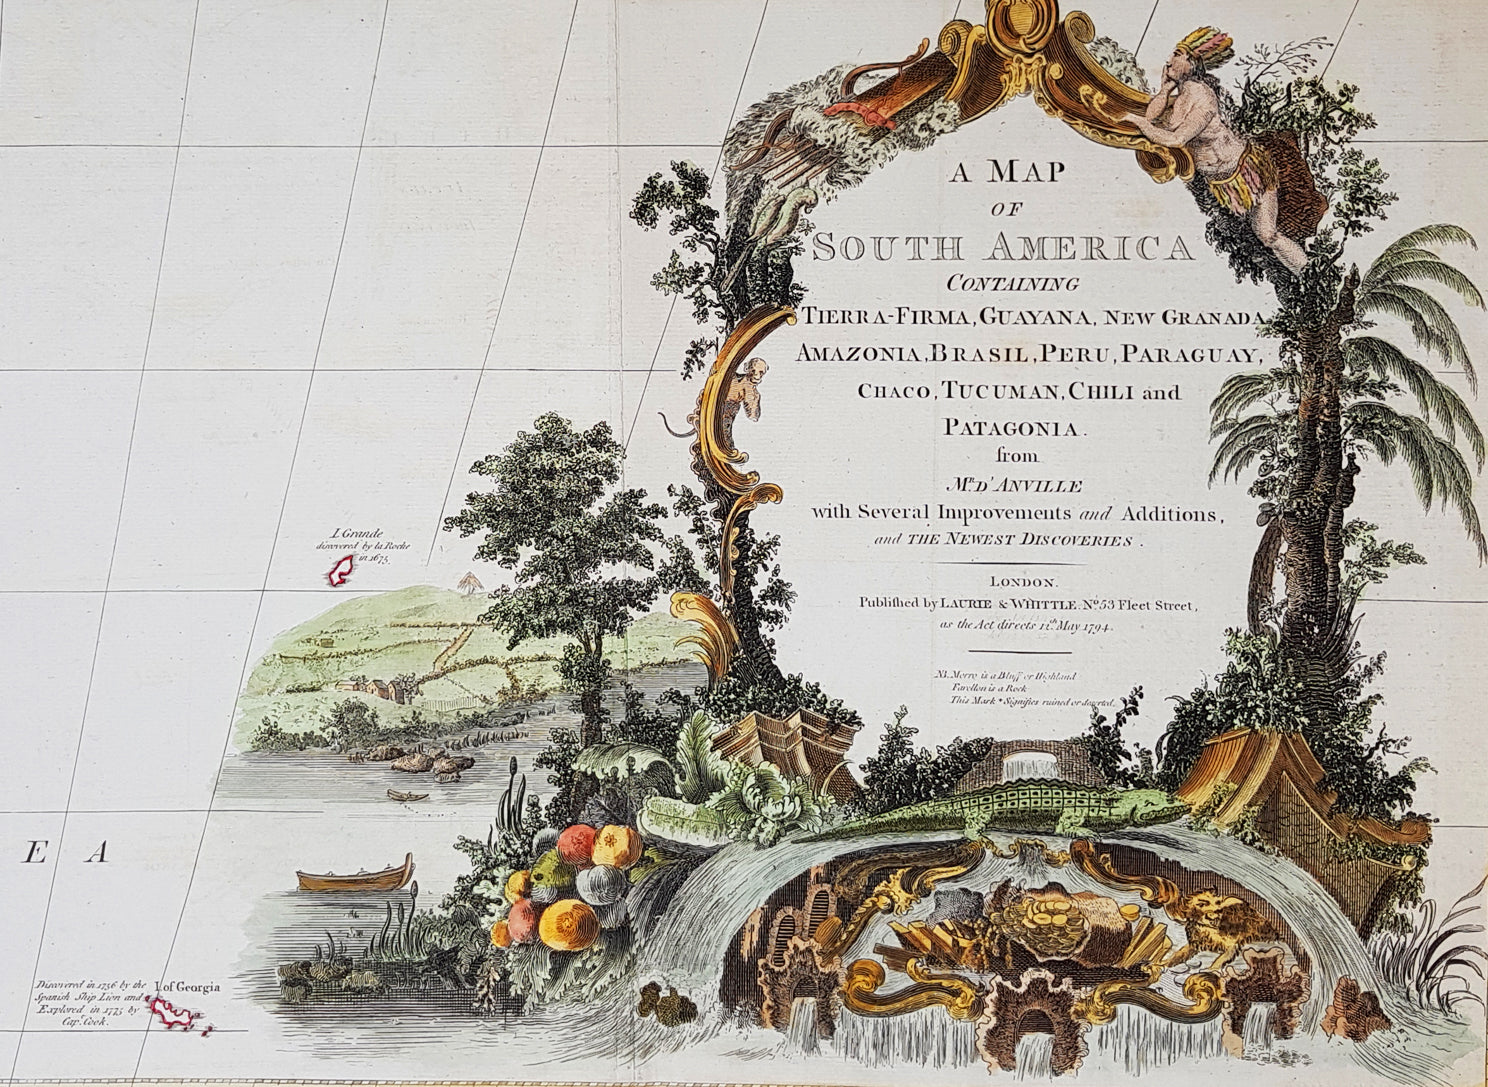 A MAP
OF
SOUTH AMERICA
CONTAINING
TIERRA-FIRMA, GUAYANA, NEW GRANADA
AMAZONIA, BRASIL, PERU, PARAGUAY,
CHACO, TUCUMAN, CHILI and
PATAGONIA.
from
Mr. D'ANVILLE
with Several Improvements and Additions,
and THE NEWEST DISCOVERIES.
LONDON.
Publiſhed by LAURIE & WHITTLE. No. 53 Fleet Street,
as the Act directs 12th May 1794.
NB. Morro is a Bluff or Highland
Farellon is a Rock
This Mark * Signifies ruined or deserted.
I. Grande
discovered by la Roche
in 1675.
E A
Discovered in 1756 by the
Spanish Ship Lion and
Explored in 1775 by
Capt. Cook.
I. of Georgia